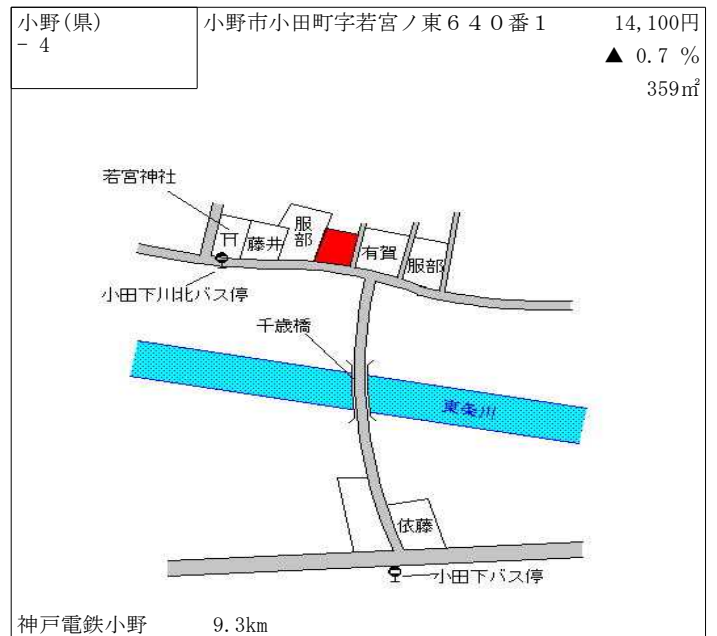 小野(県)
- 4
小野市小田町字若宮ノ東６４０番１
14,100円
▲ 0.7 %
359㎡
若宮神社
服部
藤井
有賀
服部
小田下川北バス停
千歳橋
東条川
依藤
小田下バス停
神戸電鉄小野 9.3km